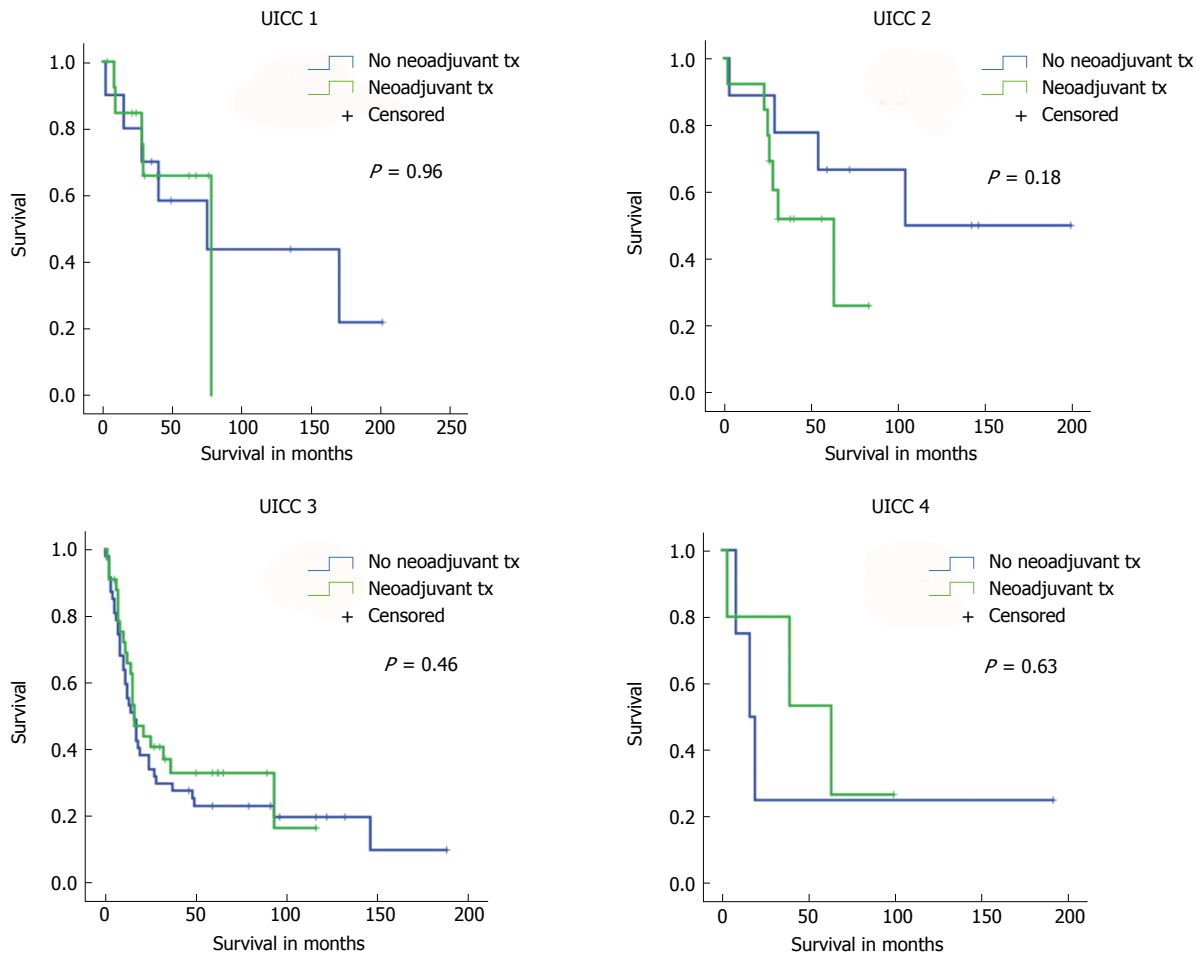 UICC 1
No neoadjuvant tx
Neoadjuvant tx
+ Censored
P = 0.96
Survival
1.0
0.8
0.6
0.4
0.2
0.0
0 50 100 150 200 250
Survival in months
UICC 2
No neoadjuvant tx
Neoadjuvant tx
+ Censored
P = 0.18
Survival
1.0
0.8
0.6
0.4
0.2
0.0
0 50 100 150 200
Survival in months
UICC 3
No neoadjuvant tx
Neoadjuvant tx
+ Censored
P = 0.46
Survival
1.0
0.8
0.6
0.4
0.2
0.0
0 50 100 150 200
Survival in months
UICC 4
No neoadjuvant tx
Neoadjuvant tx
+ Censored
P = 0.63
Survival
1.0
0.8
0.6
0.4
0.2
0.0
0 50 100 150 200
Survival in months